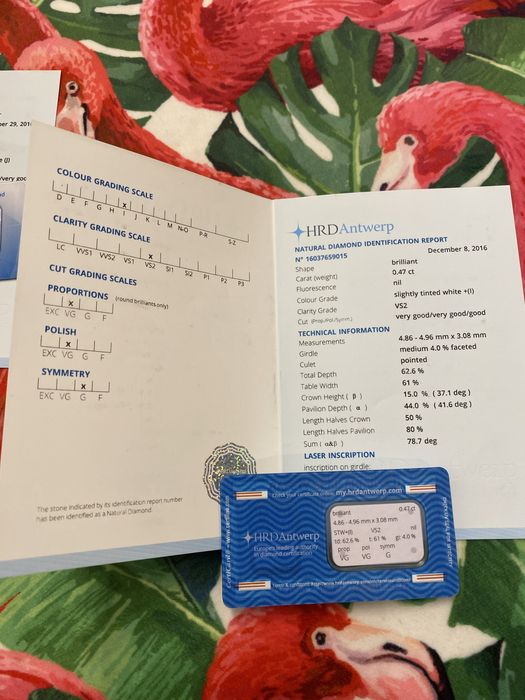 er 29, 201
e (J)
/very good
COLOUR GRADING SCALE
x
D E F G H I J K L M N-O P-R S-Z
CLARITY GRADING SCALE
x
LC VVS1 VVS2 VS1 VS2 SI1 SI2 P1 P2 P3
CUT GRADING SCALES
PROPORTIONS (round brilliants only)
x
EXC VG G F
POLISH
x
EXC VG G F
SYMMETRY
x
EXC VG G F
The stone indicated by its identification report number
has been identified as a Natural Diamond.
HRDAntwerp
NATURAL DIAMOND IDENTIFICATION REPORT
N° 16037659015 December 8, 2016
Shape brilliant
Carat (weight) 0.47 ct
Fluorescence nil
Colour Grade slightly tinted white +(I)
Clarity Grade VS2
Cut (Prop./Pol./Symm.) very good/very good/good
TECHNICAL INFORMATION
Measurements 4.86 - 4.96 mm x 3.08 mm
Girdle medium 4.0 % faceted
Culet pointed
Total Depth 62.6 %
Table Width 61 %
Crown Height ( β ) 15.0 % ( 37.1 deg )
Pavilion Depth ( α ) 44.0 % ( 41.6 deg )
Length Halves Crown 50 %
Length Halves Pavilion 80 %
Sum ( α&β ) 78.7 deg
LASER INSCRIPTION
inscription on girdle:
Check your certificate online: my.hrdantwerp.com
HRDAntwerp
Europe's leading authority
in diamond certification
brilliant 0.47 ct
4.86 - 4.96 mm x 3.08 mm
STW+(I) VS2 nil
td: 62.6 % t: 61 % g: 4.0 %
prop pol symm
VG VG G